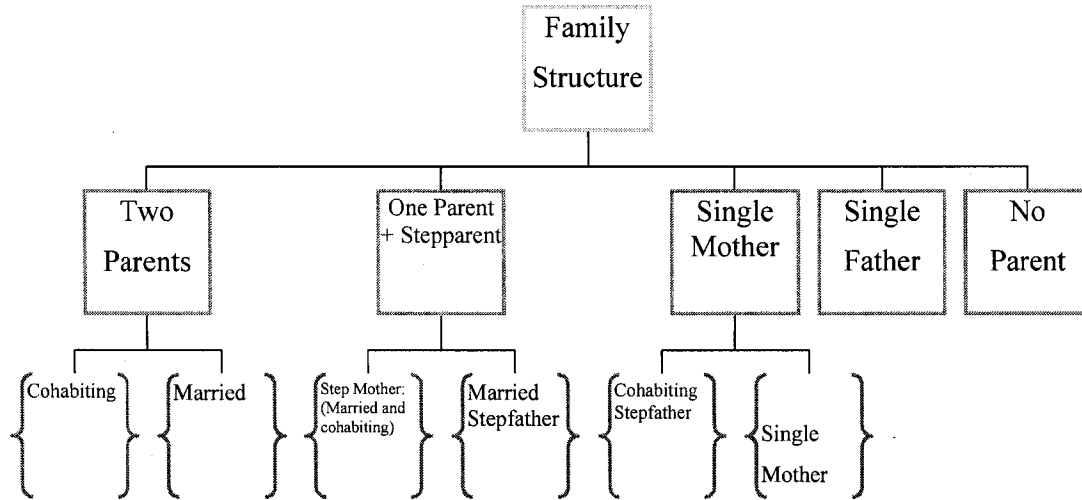 Family
Structure
Two
Parents
One Parent
+ Stepparent
Single
Mother
Single
Father
No
Parent
Cohabiting
Married
Step Mother:
(Married and
cohabiting)
Married
Stepfather
Cohabiting
Stepfather
Single
Mother